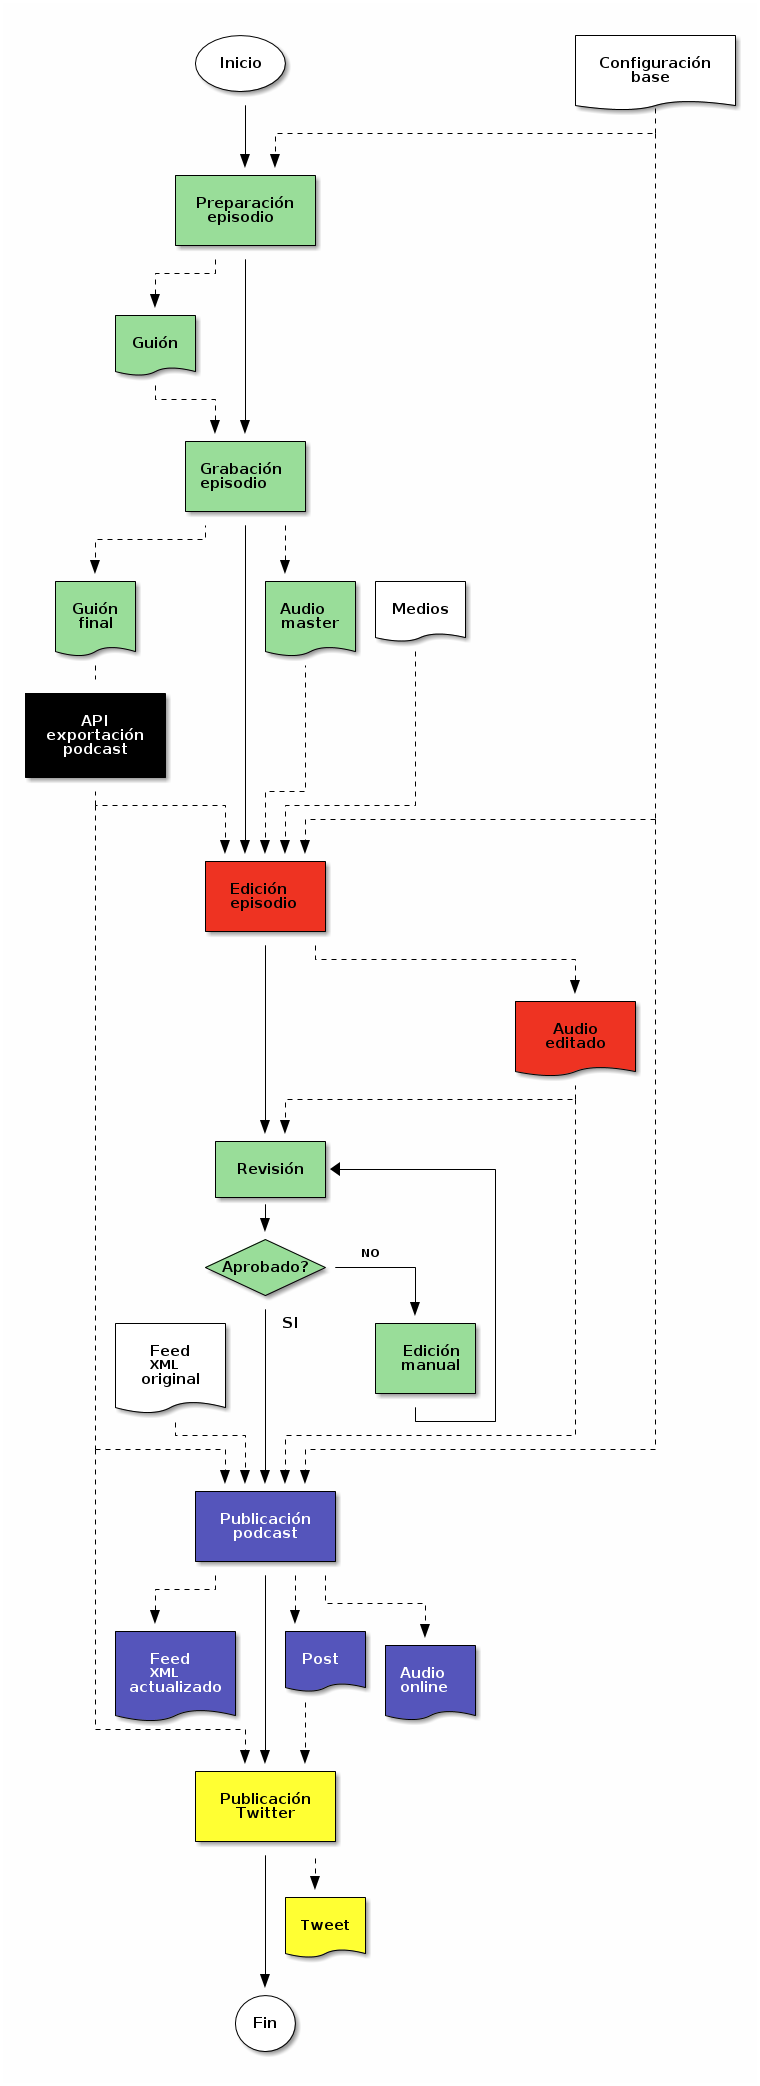 Inicio
Configuración
base
Preparación
episodio
Guión
Grabación
episodio
Guión
final
Audio
master
Medios
API
exportación
podcast
Edición
episodio
Audio
editado
Revisión
Aprobado?
NO
SI
Feed
XML
original
Edición
manual
Publicación
podcast
Feed
XML
actualizado
Post
Audio
online
Publicación
Twitter
Tweet
Fin